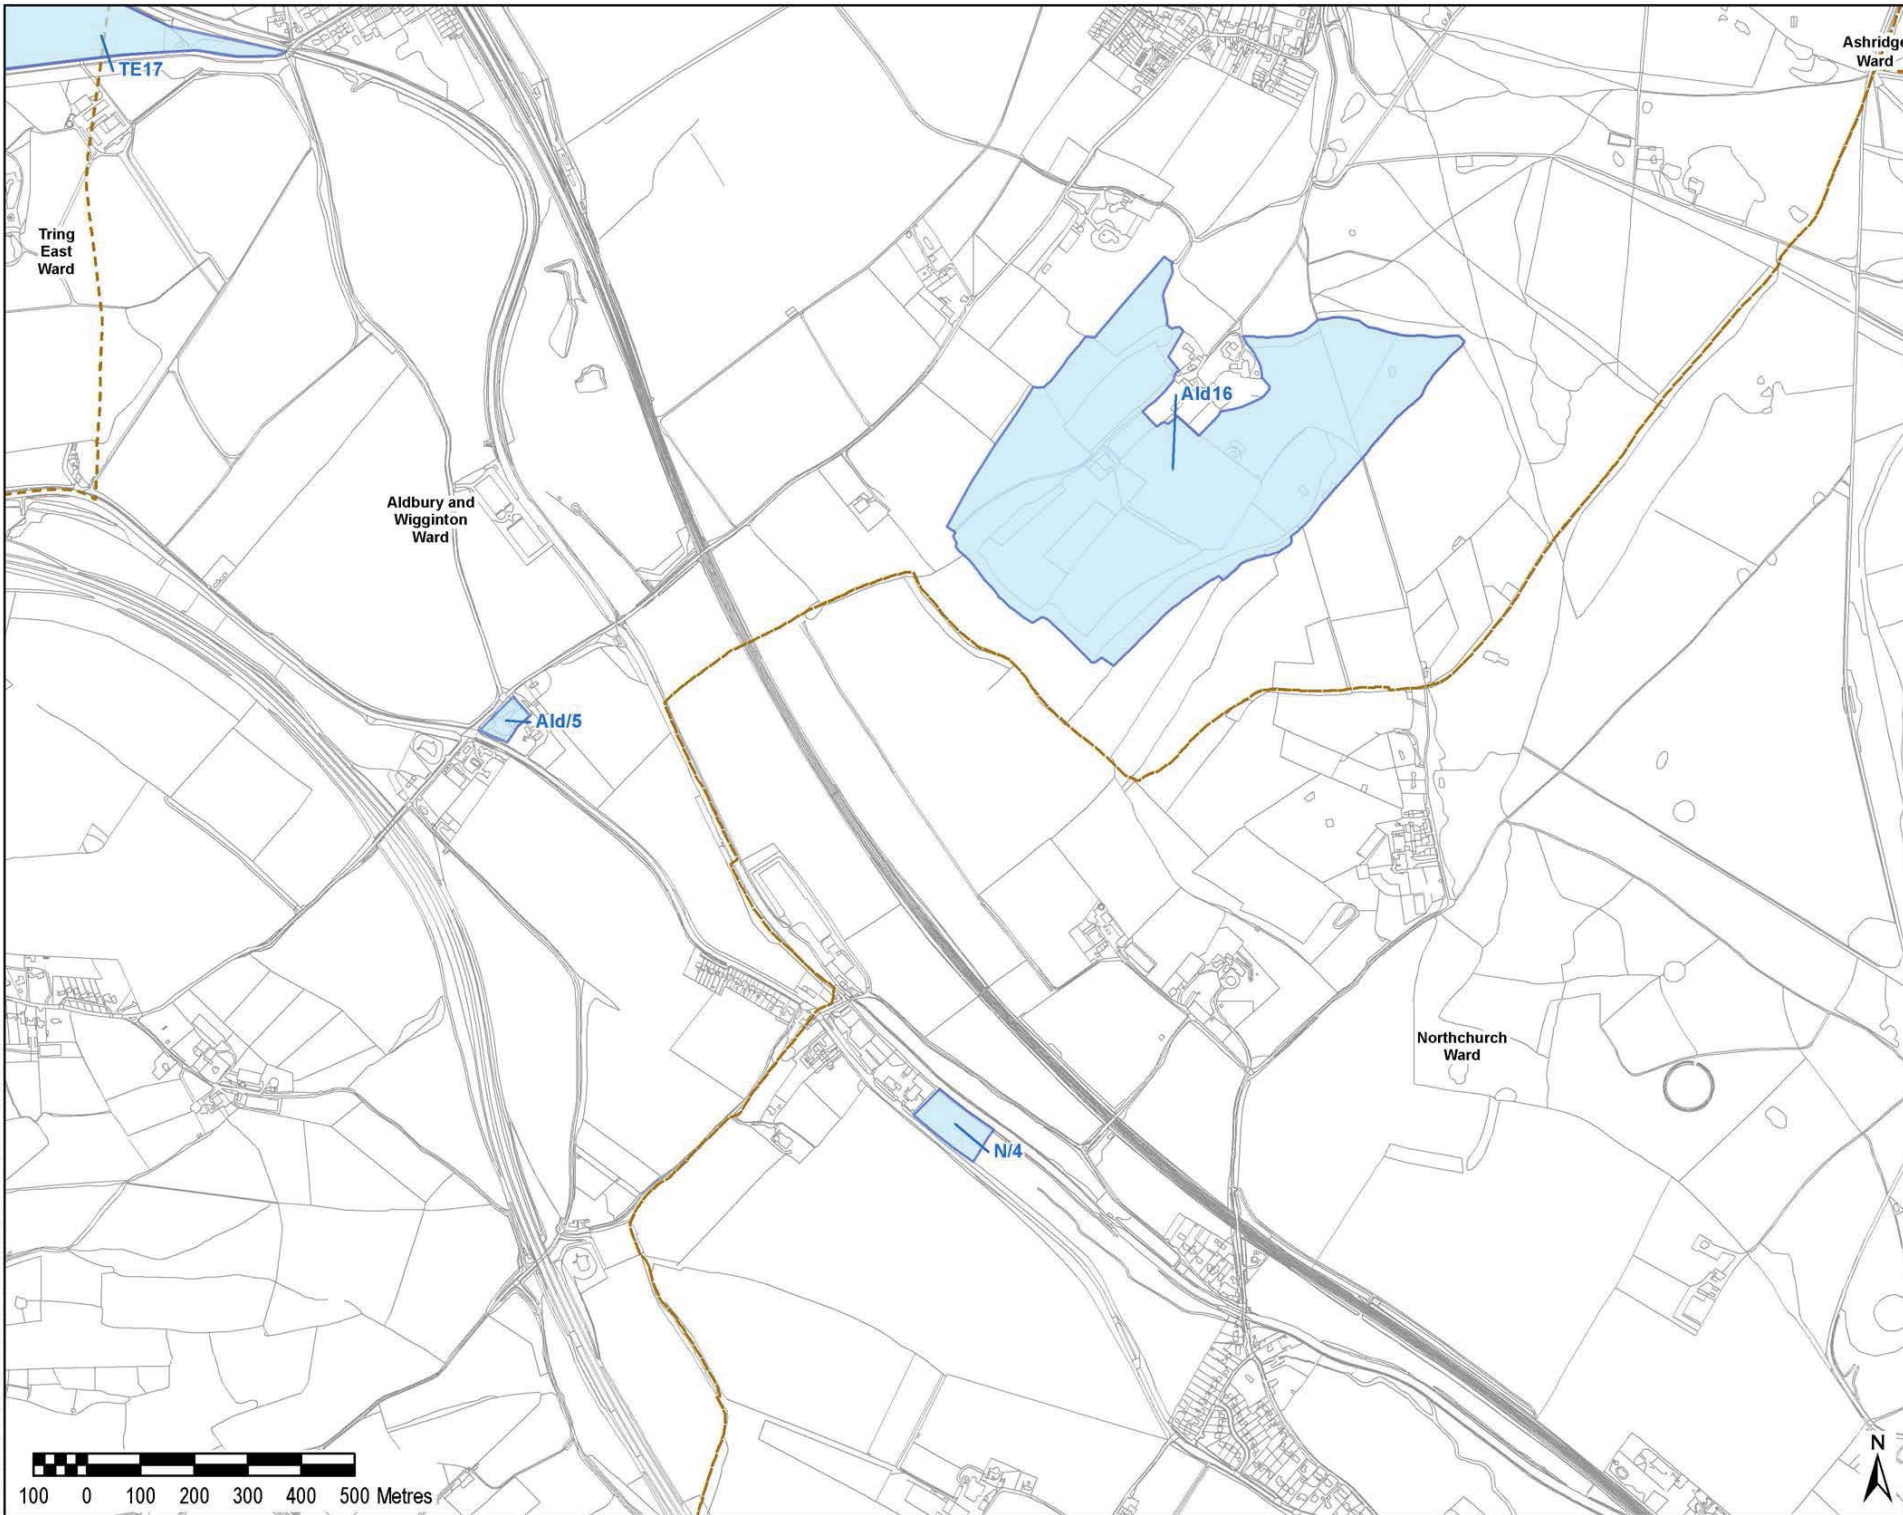 Ashridge
Ward
TE17
Tring
East
Ward
Ald16
Aldbury and
Wigginton
Ward
Ald/5
Northchurch
Ward
N/4
N
100 0 100 200 300 400 500 Metres